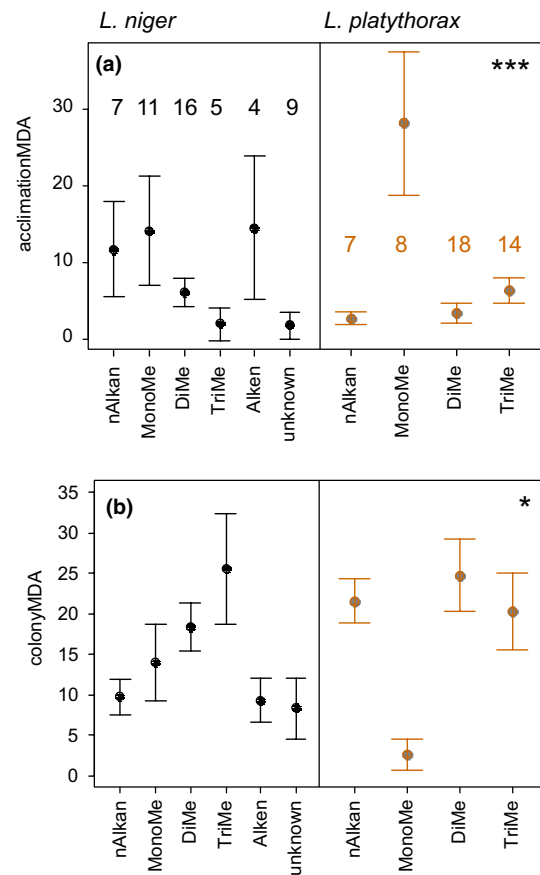 L. niger
L. platythorax
(a)
***
7 11 16 5 4 9
7 8 18 14
acclimationMDA
30
20
10
0
nAlkan
MonoMe
DiMe
TriMe
Alken
unknown
nAlkan
MonoMe
DiMe
TriMe
(b)
*
colonyMDA
35
30
25
20
15
10
5
0
nAlkan
MonoMe
DiMe
TriMe
Alken
unknown
nAlkan
MonoMe
DiMe
TriMe